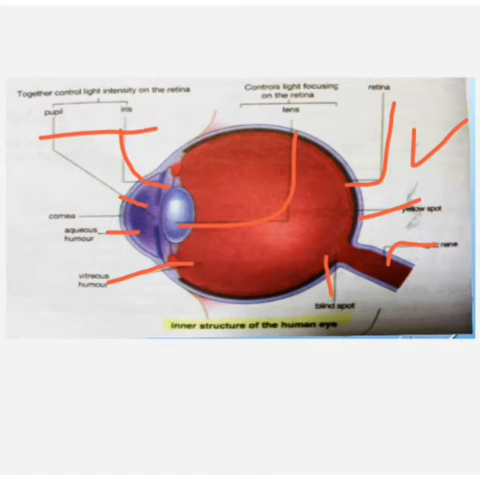 Together control light intensity on the retina
Controls light focusing
on the retina
retina
pupil
iris
lens
cornea
yellow spot
aqueous
humour
nerve
vitreous
humour
blind spot
inner structure of the human eye